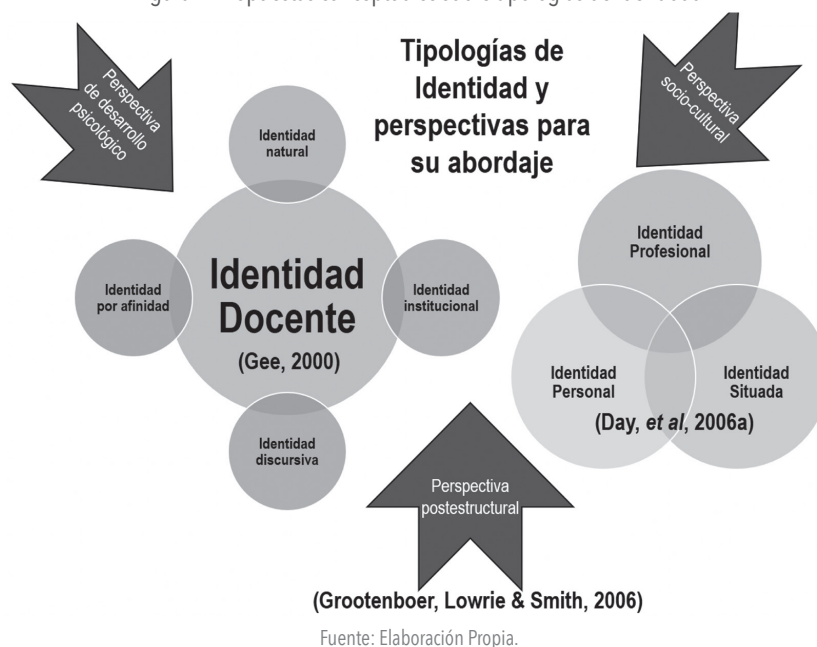 Tipologías de
Identidad y
perspectivas para
su abordaje
Perspectiva
de desarrollo
psicológico
Perspectiva
socio-cultural
Identidad
natural
Identidad
por afinidad
Identidad
Docente
(Gee, 2000)
Identidad
institucional
Identidad
discursiva
Identidad
Profesional
Identidad
Personal
Identidad
Situada
(Day, et al, 2006a)
Perspectiva
postestructural
(Grootenboer, Lowrie & Smith, 2006)
Fuente: Elaboración Propia.